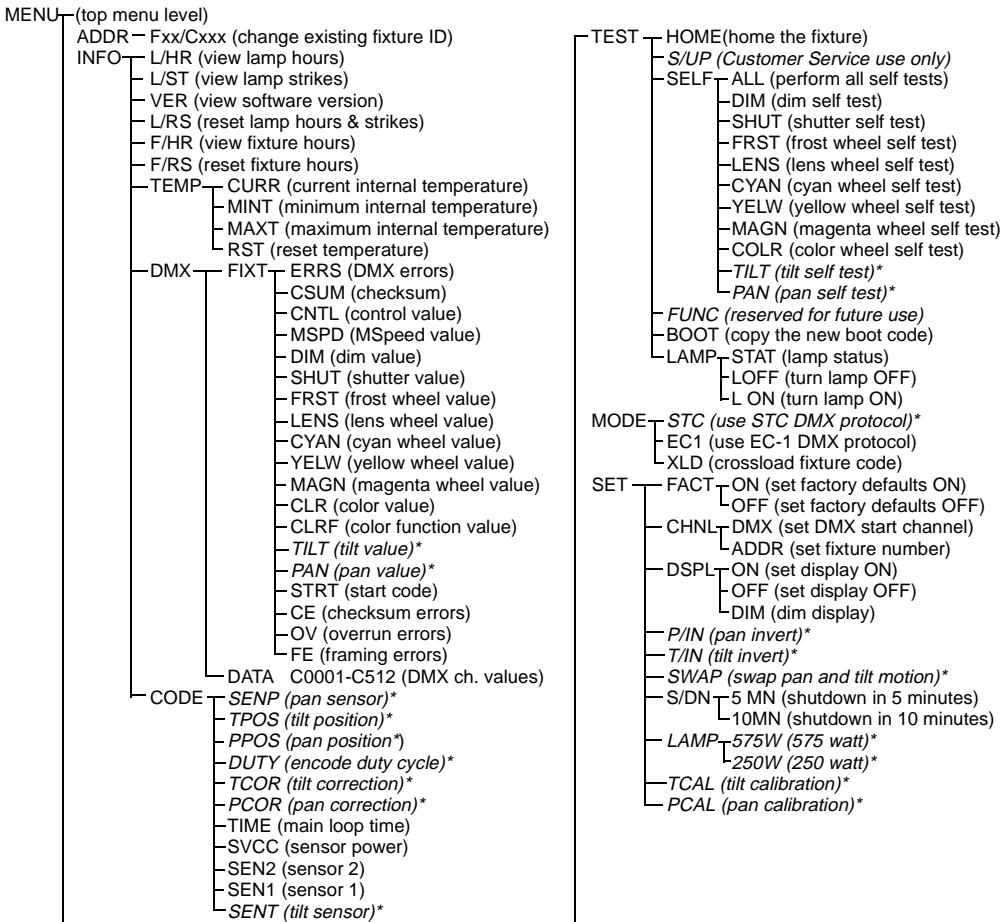 MENU (top menu level)
ADDR Fxx/Cxxx (change existing fixture ID)
INFO L/HR (view lamp hours)
L/ST (view lamp strikes)
VER (view software version)
L/RS (reset lamp hours & strikes)
F/HR (view fixture hours)
F/RS (reset fixture hours)
TEMP CURR (current internal temperature)
MINT (minimum internal temperature)
MAXT (maximum internal temperature)
RST (reset temperature)
DMX FIXT ERRS (DMX errors)
CSUM (checksum)
CNTL (control value)
MSPD (MSpeed value)
DIM (dim value)
SHUT (shutter value)
FRST (frost wheel value)
LENS (lens wheel value)
CYAN (cyan wheel value)
YELW (yellow wheel value)
MAGN (magenta wheel value)
CLR (color value)
CLRF (color function value)
TILT (tilt value)*
PAN (pan value)*
STRT (start code)
CE (checksum errors)
OV (overrun errors)
FE (framing errors)
DATA C0001-C512 (DMX ch. values)
CODE SENP (pan sensor)*
TPOS (tilt position)*
PPOS (pan position*)
DUTY (encode duty cycle)*
TCOR (tilt correction)*
PCOR (pan correction)*
TIME (main loop time)
SVCC (sensor power)
SEN2 (sensor 2)
SEN1 (sensor 1)
SENT (tilt sensor)*
TEST HOME(home the fixture)
S/UP (Customer Service use only)
SELF ALL (perform all self tests)
DIM (dim self test)
SHUT (shutter self test)
FRST (frost wheel self test)
LENS (lens wheel self test)
CYAN (cyan wheel self test)
YELW (yellow wheel self test)
MAGN (magenta wheel self test)
COLR (color wheel self test)
TILT (tilt self test)*
PAN (pan self test)*
FUNC (reserved for future use)
BOOT (copy the new boot code)
LAMP STAT (lamp status)
LOFF (turn lamp OFF)
L ON (turn lamp ON)
MODE STC (use STC DMX protocol)*
EC1 (use EC-1 DMX protocol)
XLD (crossload fixture code)
SET FACT ON (set factory defaults ON)
OFF (set factory defaults OFF)
CHNL DMX (set DMX start channel)
ADDR (set fixture number)
DSPL ON (set display ON)
OFF (set display OFF)
DIM (dim display)
P/IN (pan invert)*
T/IN (tilt invert)*
SWAP (swap pan and tilt motion)*
S/DN 5 MN (shutdown in 5 minutes)
10MN (shutdown in 10 minutes)
LAMP 575W (575 watt)*
250W (250 watt)*
TCAL (tilt calibration)*
PCAL (pan calibration)*